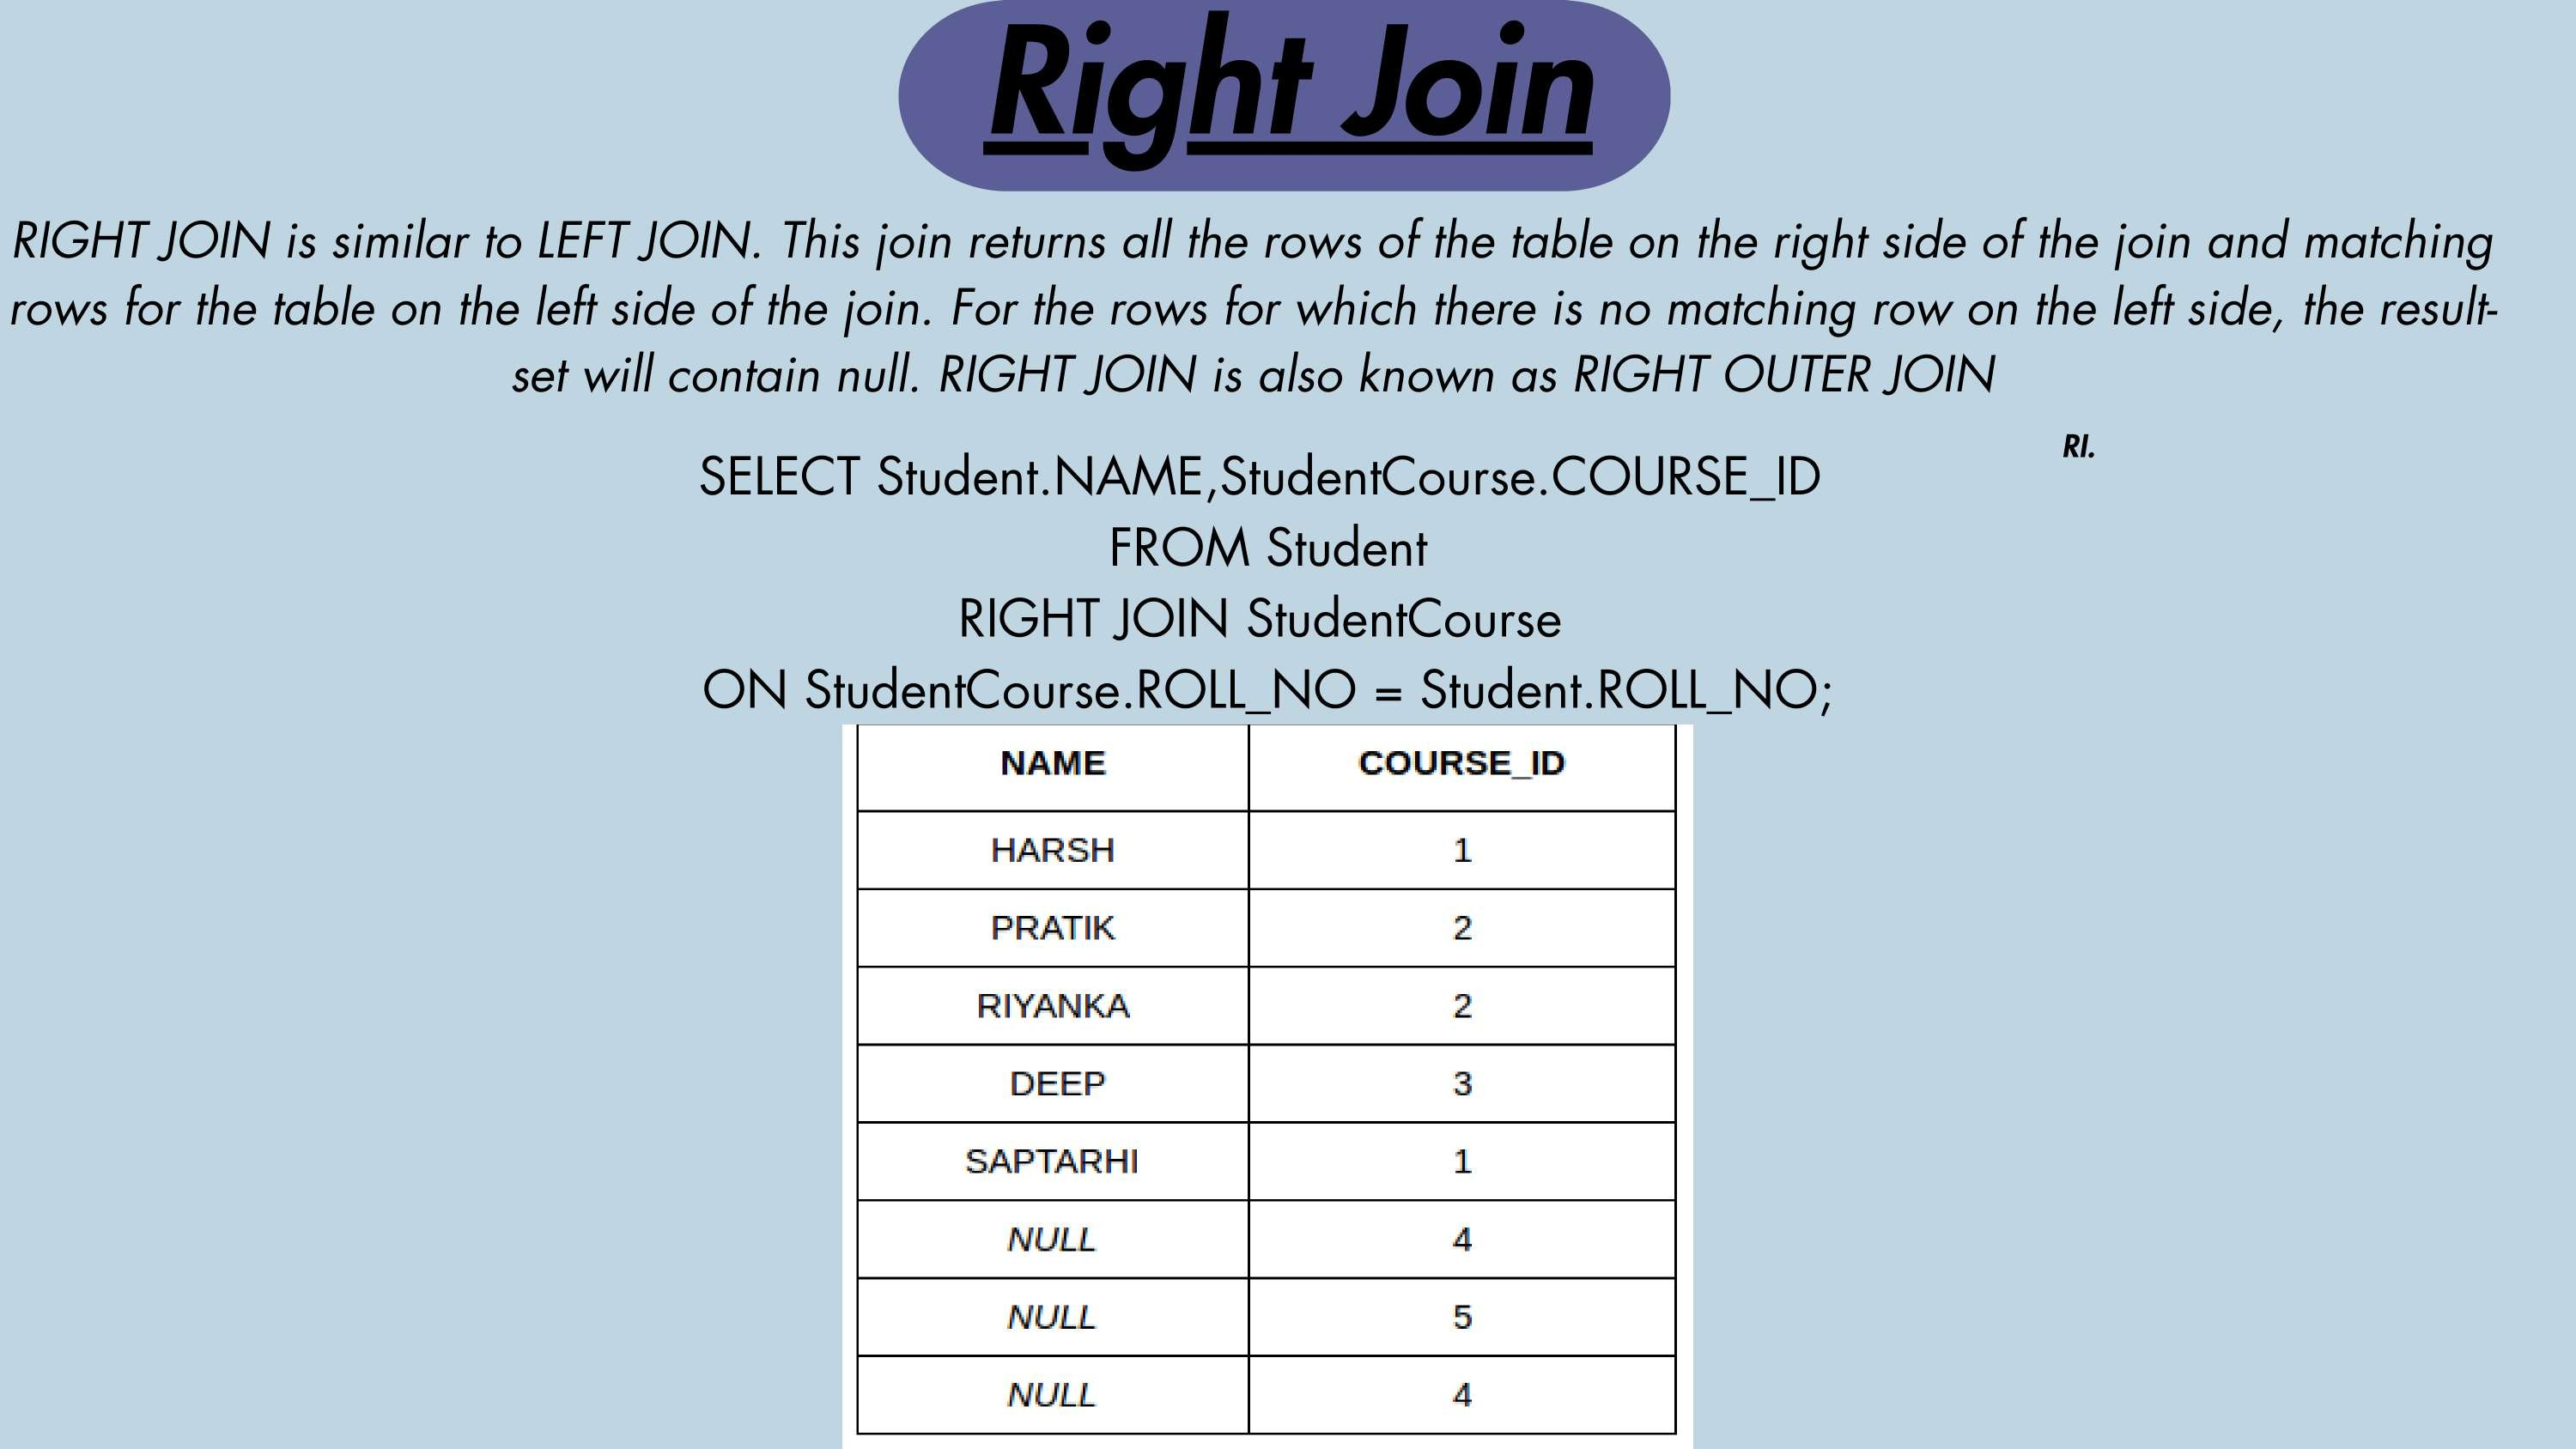 Right Join
RIGHT JOIN is similar to LEFT JOIN. This join returns all the rows of the table on the right side of the join and matching
rows for the table on the left side of the join. For the rows for which there is no matching row on the left side, the result-
set will contain null. RIGHT JOIN is also known as RIGHT OUTER JOIN
RI.
SELECT Student.NAME,StudentCourse.COURSE_ID
FROM Student
RIGHT JOIN StudentCourse
ON StudentCourse.ROLL_NO = Student.ROLL_NO;
NAME COURSE_ID
HARSH 1
PRATIK 2
RIYANKA 2
DEEP 3
SAPTARHI 1
NULL 4
NULL 5
NULL 4